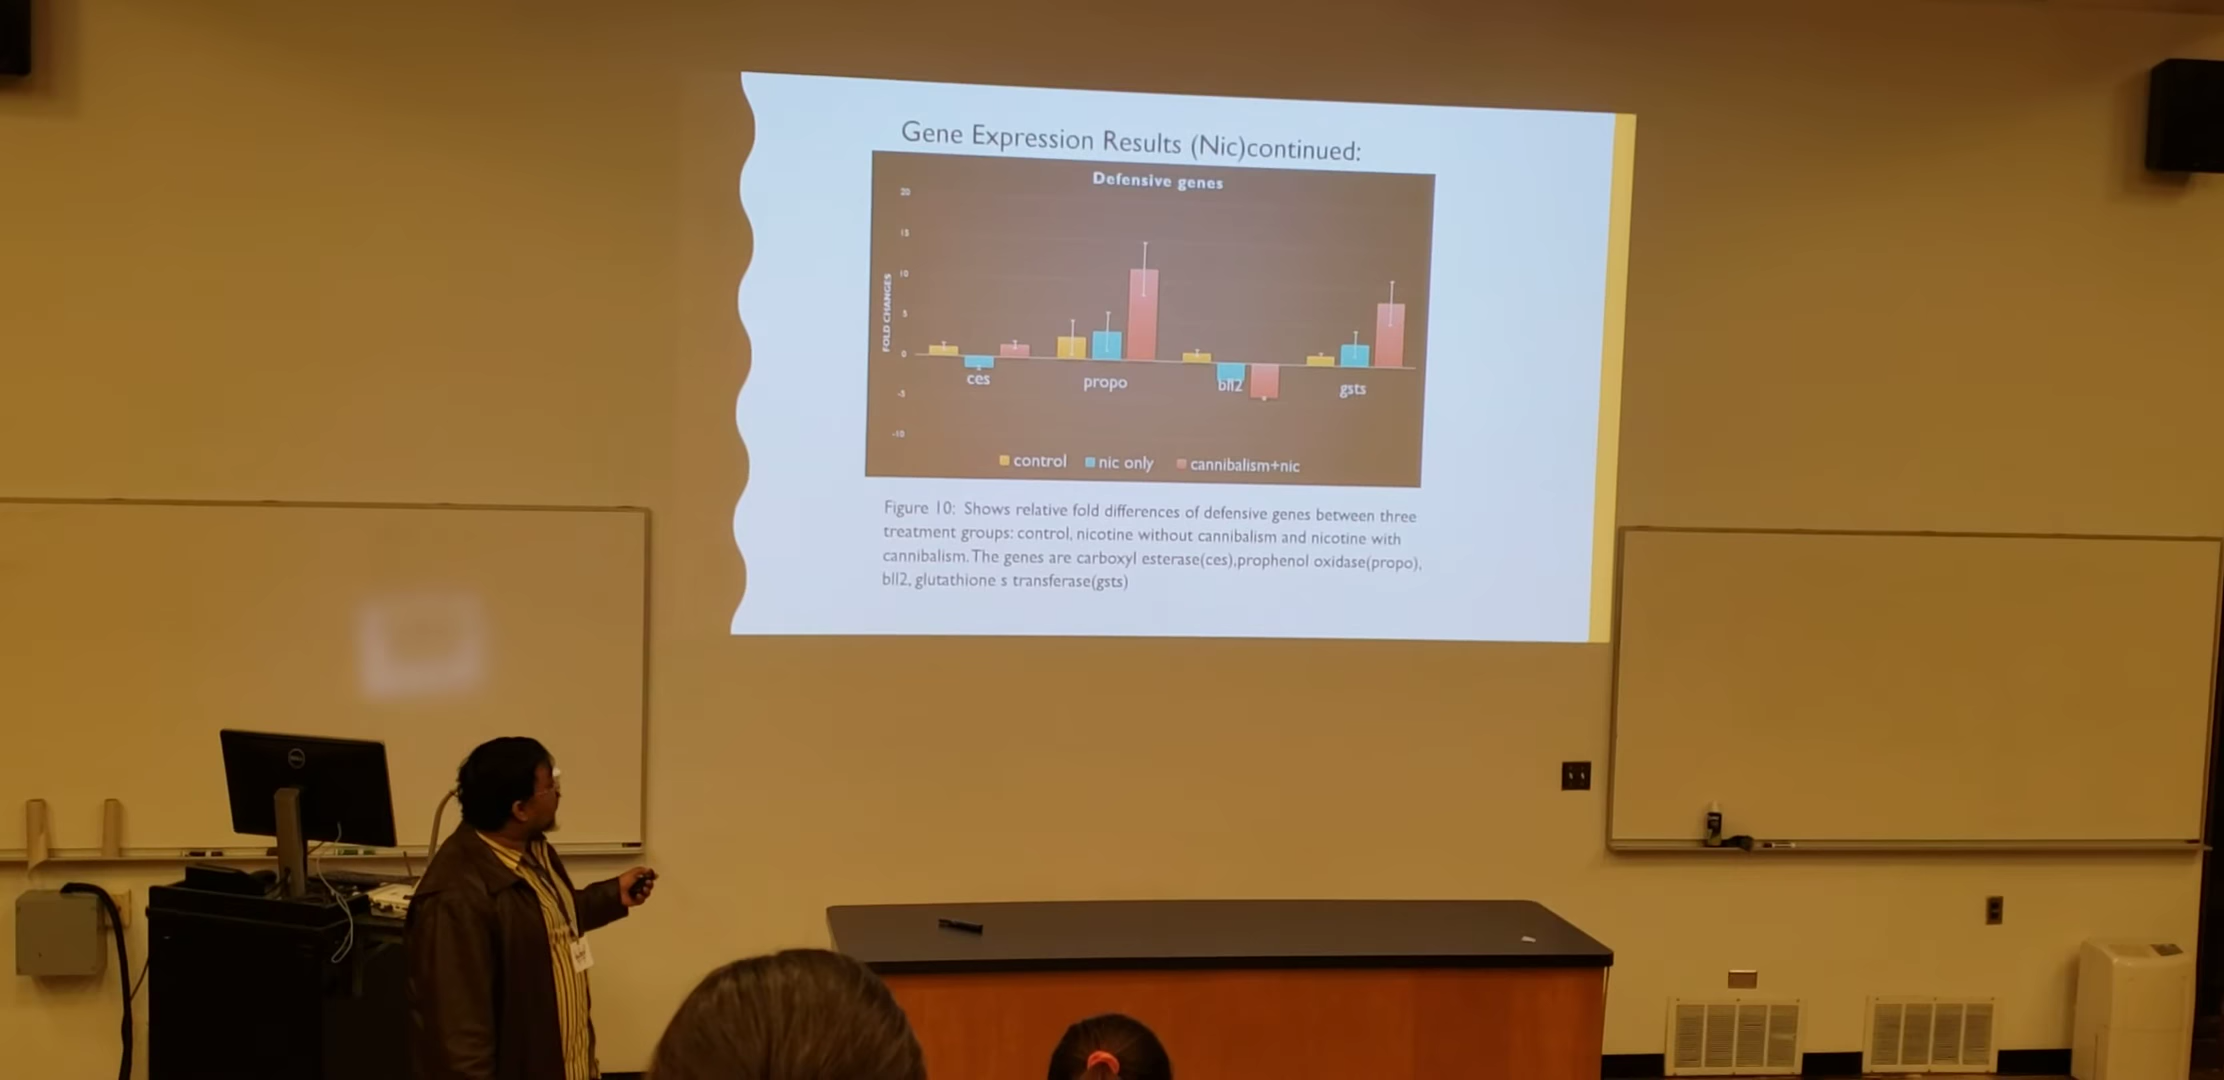 Gene Expression Results (Nic)continued:
Defensive genes
20
15
10
5
0
-5
-10
FOLD CHANGES
ces
propo
bll2
gsts
control
nic only
cannibalism+nic
Figure 10: Shows relative fold differences of defensive genes between three
treatment groups: control, nicotine without cannibalism and nicotine with
cannibalism. The genes are carboxyl esterase(ces),prophenol oxidase(propo),
bll2, glutathione s transferase(gsts)
DELL